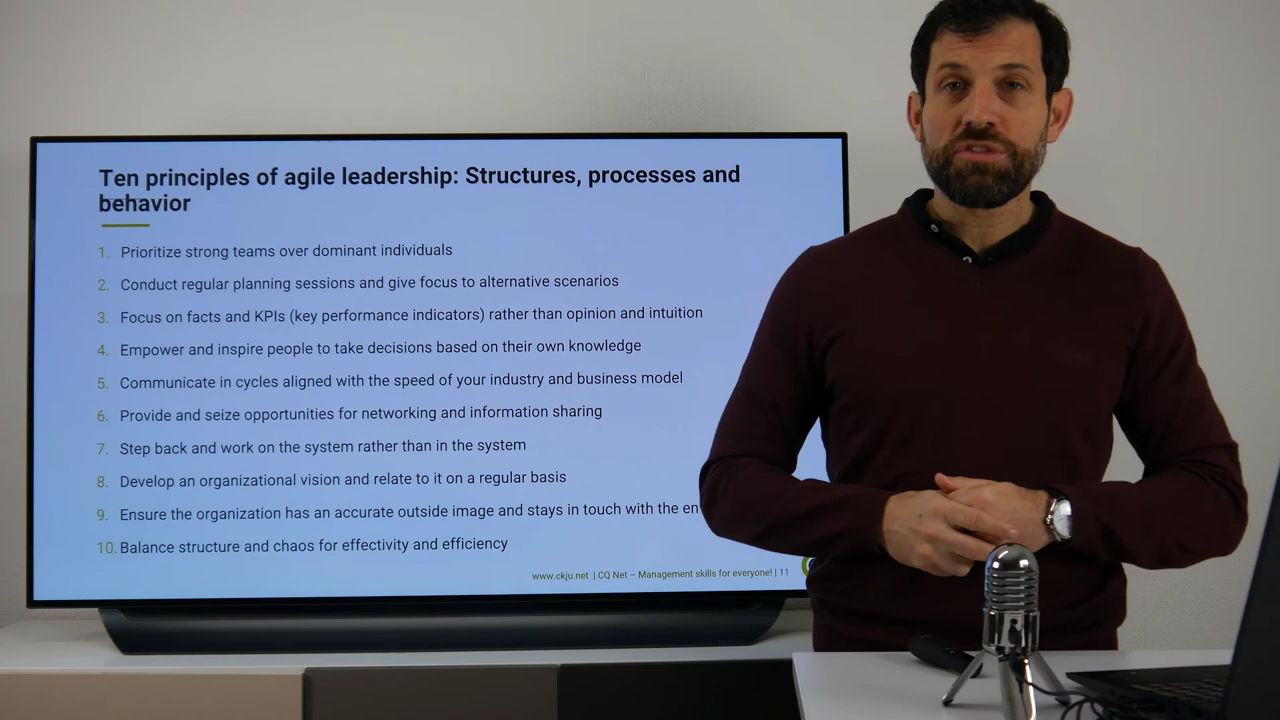 Ten principles of agile leadership: Structures, processes and
behavior
1. Prioritize strong teams over dominant individuals
2. Conduct regular planning sessions and give focus to alternative scenarios
3. Focus on facts and KPIs (key performance indicators) rather than opinion and intuition
4. Empower and inspire people to take decisions based on their own knowledge
5. Communicate in cycles aligned with the speed of your industry and business model
6. Provide and seize opportunities for networking and information sharing
7. Step back and work on the system rather than in the system
8. Develop an organizational vision and relate to it on a regular basis
9. Ensure the organization has an accurate outside image and stays in touch with the
10. Balance structure and chaos for effectivity and efficiency
www.ckju.net | CQ Net – Management skills for everyone! | 11